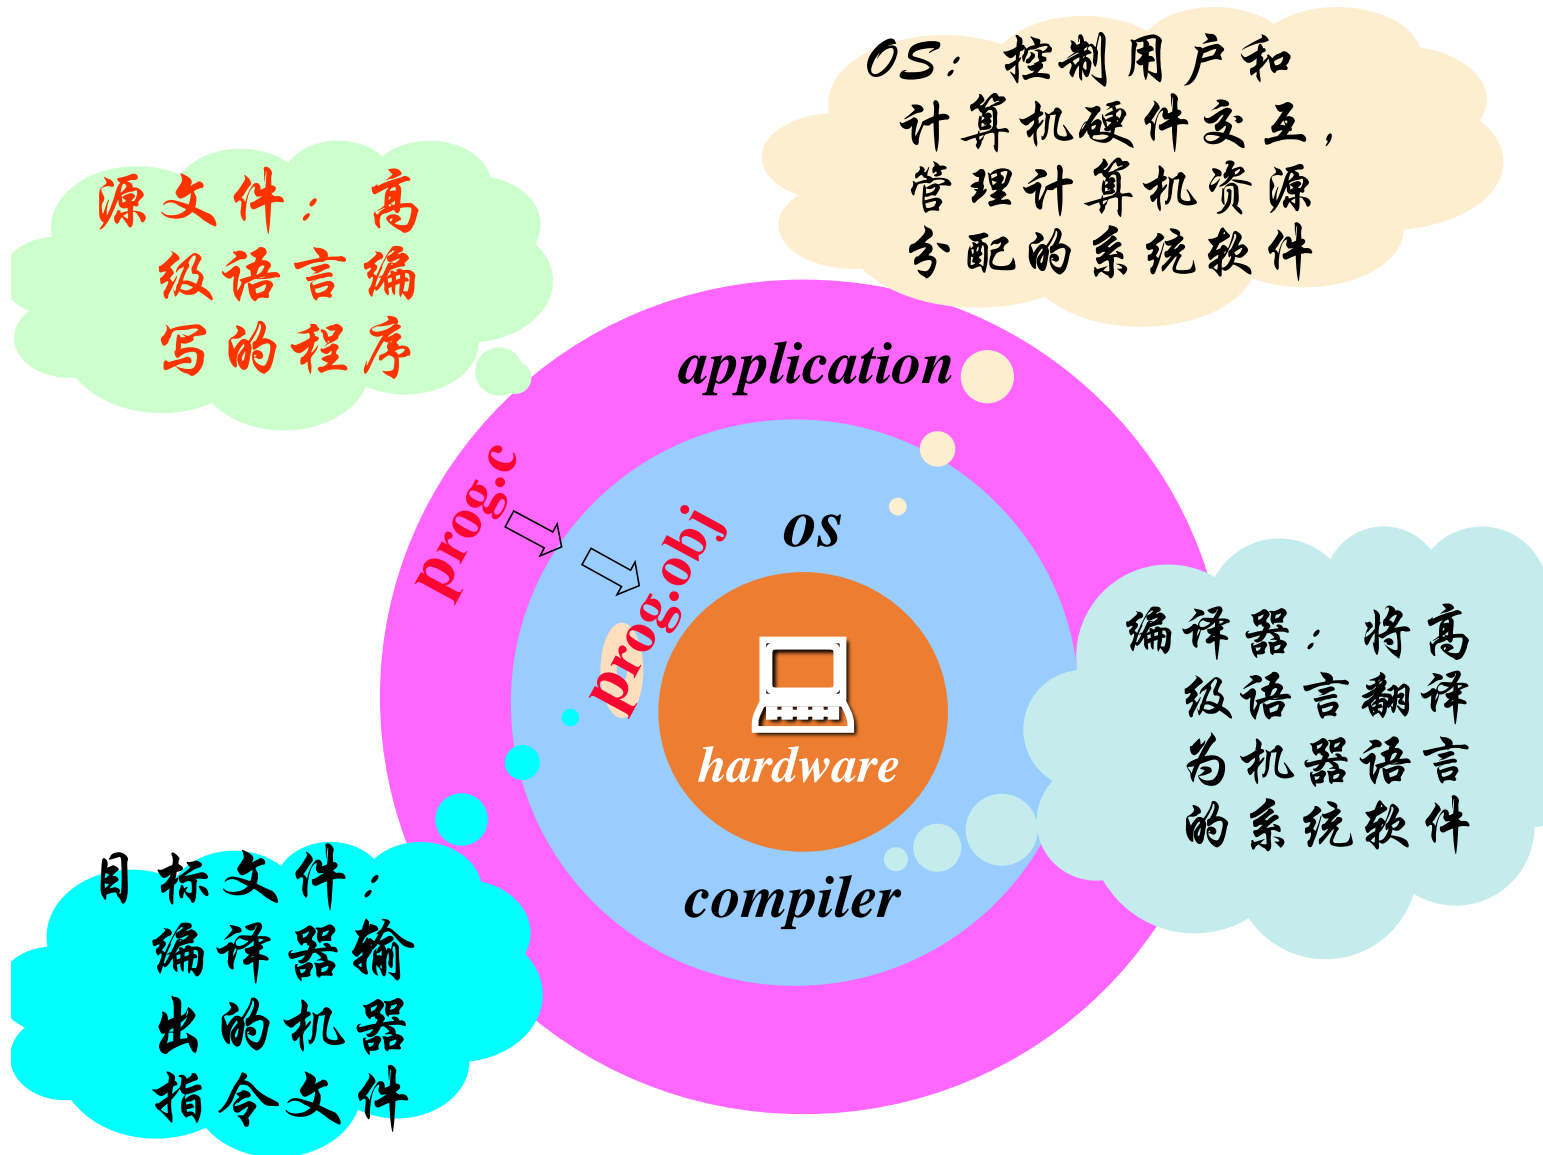 OS：控制用户和
计算机硬件交互，
管理计算机资源
分配的系统软件
源文件：高
级语言编
写的程序
application
prog.c
prog.obj
os
hardware
compiler
编译器：将高
级语言翻译
为机器语言
的系统软件
目标文件：
编译器输
出的机器
指令文件